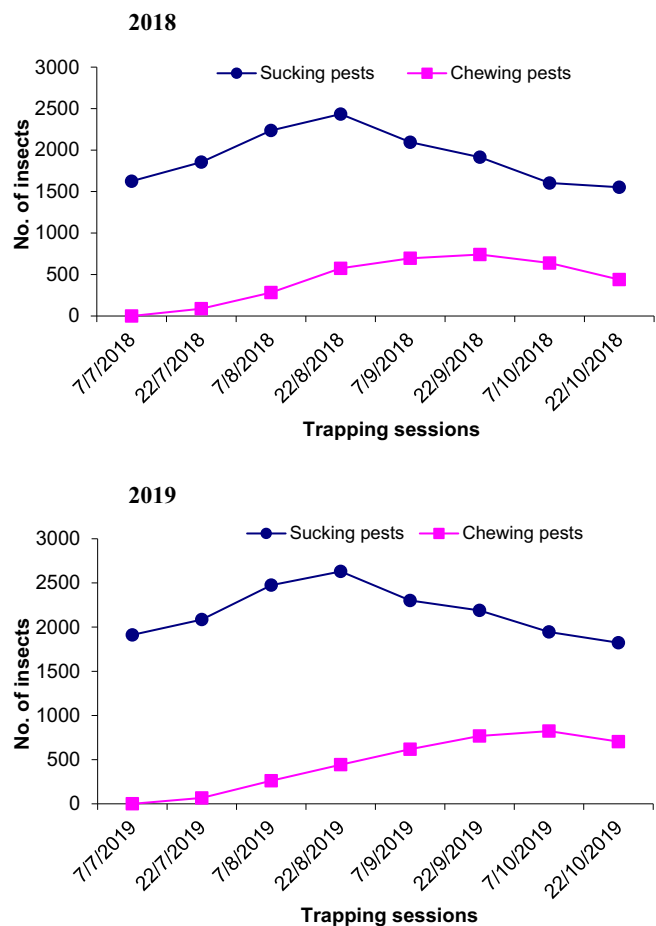 2018
Sucking pests Chewing pests
3000
2500
2000
1500
1000
500
0
No. of insects
7/7/2018 22/7/2018 7/8/2018 22/8/2018 7/9/2018 22/9/2018 7/10/2018 22/10/2018
Trapping sessions
2019
Sucking pests Chewing pests
3000
2500
2000
1500
1000
500
0
No. of insects
7/7/2019 22/7/2019 7/8/2019 22/8/2019 7/9/2019 22/9/2019 7/10/2019 22/10/2019
Trapping sessions